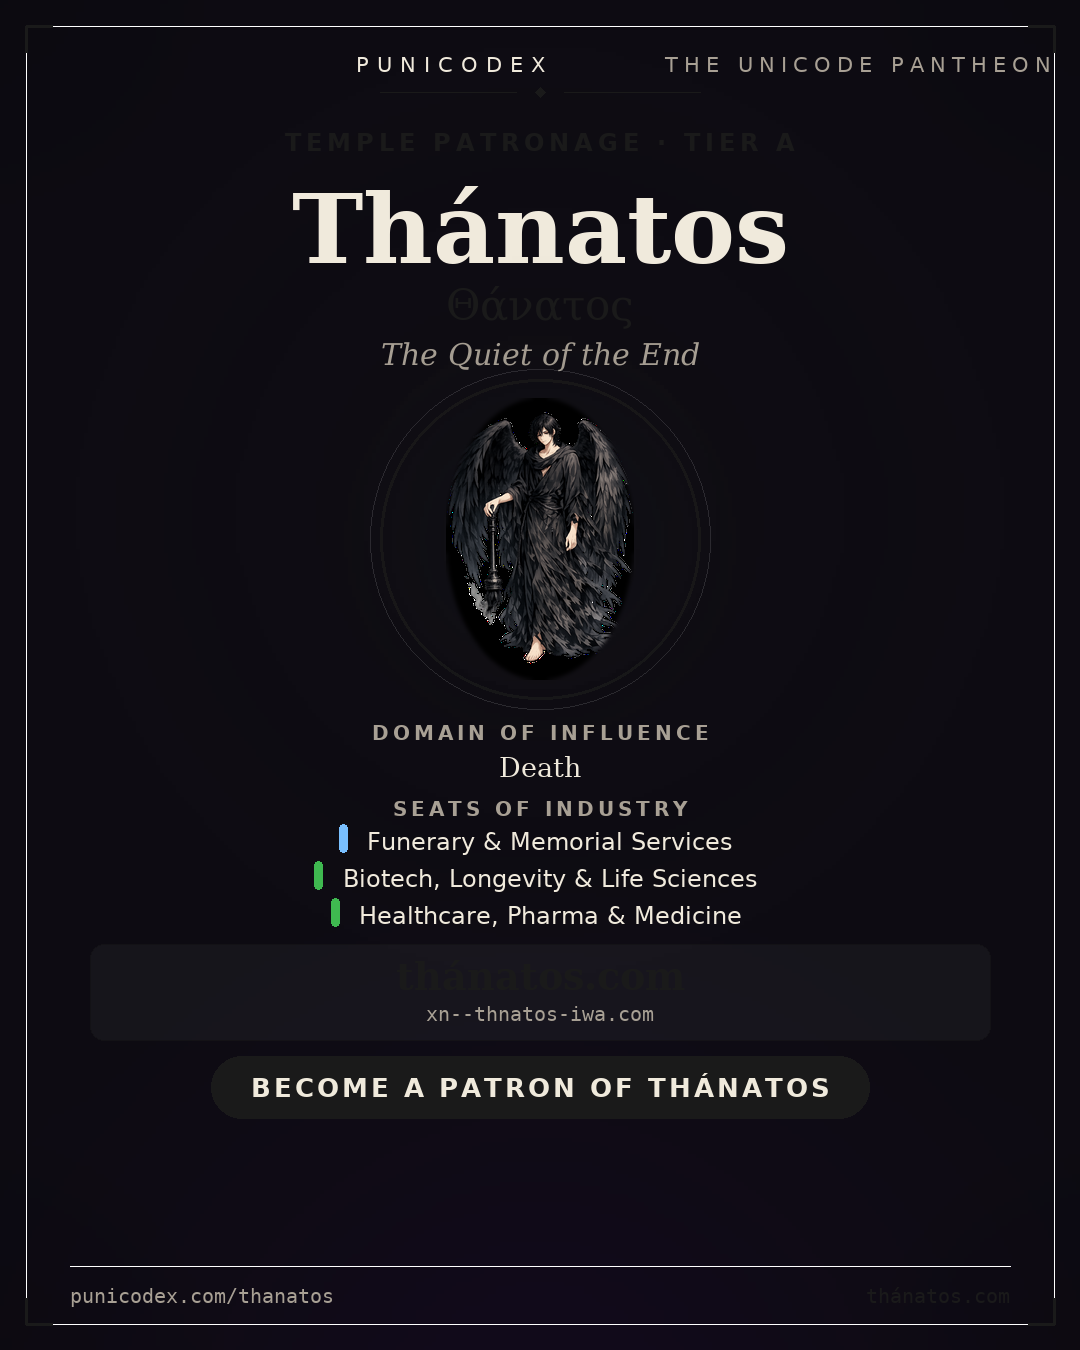 PUNICODEX THE UNICODE PANTHEON
TEMPLE PATRONAGE · TIER A
Thánatos
Θάνατος
The Quiet of the End
DOMAIN OF INFLUENCE
Death
SEATS OF INDUSTRY
Funerary & Memorial Services
Biotech, Longevity & Life Sciences
Healthcare, Pharma & Medicine
thánatos.com
xn--thnatos-iwa.com
BECOME A PATRON OF THÁNATOS
punicodex.com/thanatos thánatos.com